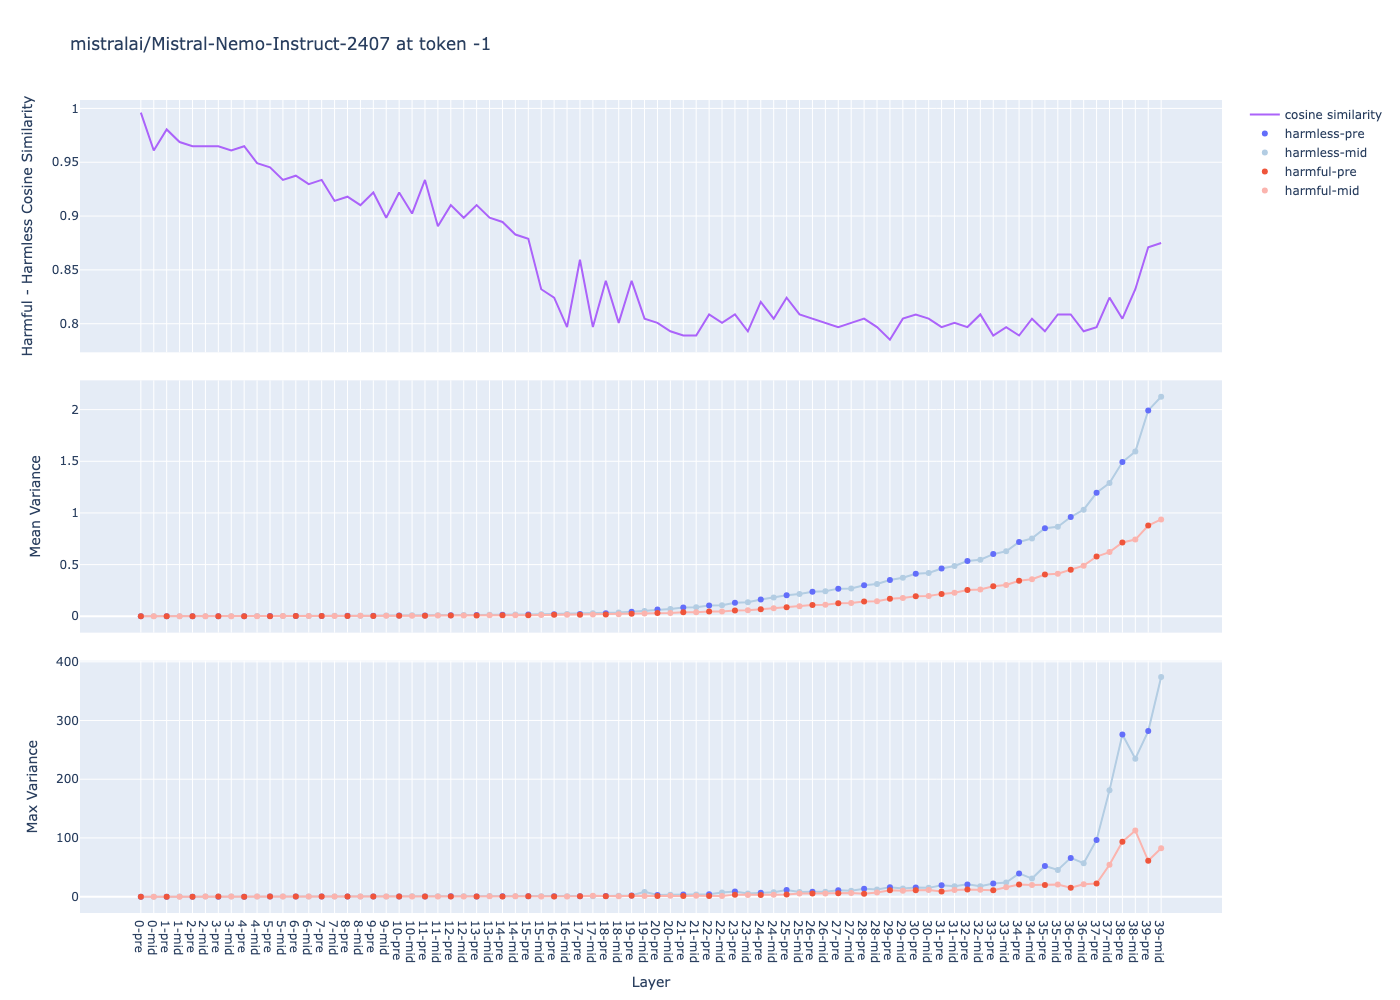 mistralai/Mistral-Nemo-Instruct-2407 at token -1
Harmful - Harmless Cosine Similarity
1
0.95
0.9
0.85
0.8
cosine similarity
harmless-pre
harmless-mid
harmful-pre
harmful-mid
Mean Variance
2
1.5
1
0.5
0
Max Variance
400
300
200
100
0
0-pre
0-mid
1-pre
1-mid
2-pre
2-mid
3-pre
3-mid
4-pre
4-mid
5-pre
5-mid
6-pre
6-mid
7-pre
7-mid
8-pre
8-mid
9-pre
9-mid
10-pre
10-mid
11-pre
11-mid
12-pre
12-mid
13-pre
13-mid
14-pre
14-mid
15-pre
15-mid
16-pre
16-mid
17-pre
17-mid
18-pre
18-mid
19-pre
19-mid
20-pre
20-mid
21-pre
21-mid
22-pre
22-mid
23-pre
23-mid
24-pre
24-mid
25-pre
25-mid
26-pre
26-mid
27-pre
27-mid
28-pre
28-mid
29-pre
29-mid
30-pre
30-mid
31-pre
31-mid
32-pre
32-mid
33-pre
33-mid
34-pre
34-mid
35-pre
35-mid
36-pre
36-mid
37-pre
37-mid
38-pre
38-mid
39-pre
39-mid
Layer